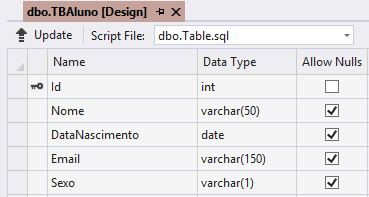 dbo.TBAluno [Design]
Update Script File: dbo.Table.sql
Name Data Type Allow Nulls
Id int
Nome varchar(50)
DataNascimento date
Email varchar(150)
Sexo varchar(1)